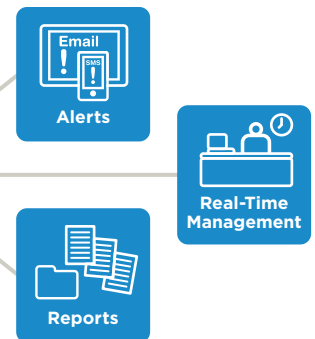 Email
!
SMS
!
Alerts
Real-Time
Management
Reports